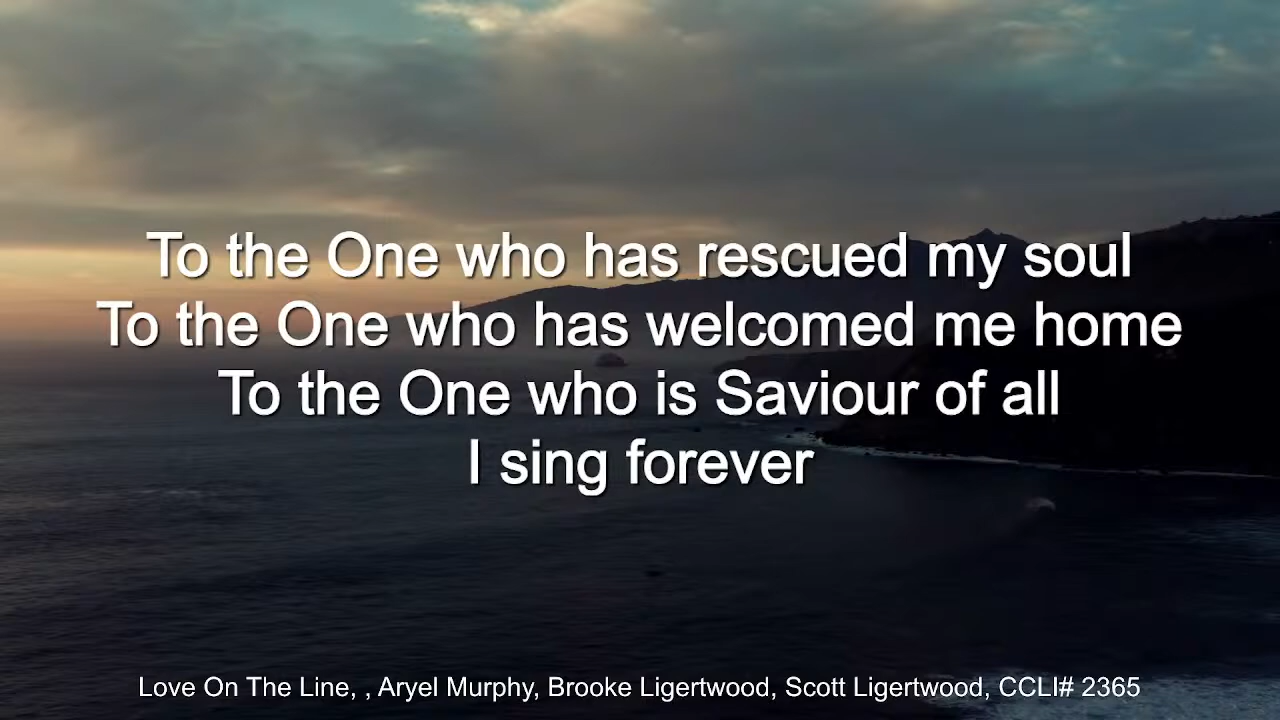 To the One who has rescued my soul
To the One who has welcomed me home
To the One who is Saviour of all
I sing forever
Love On The Line, , Aryel Murphy, Brooke Ligertwood, Scott Ligertwood, CCLI# 2365